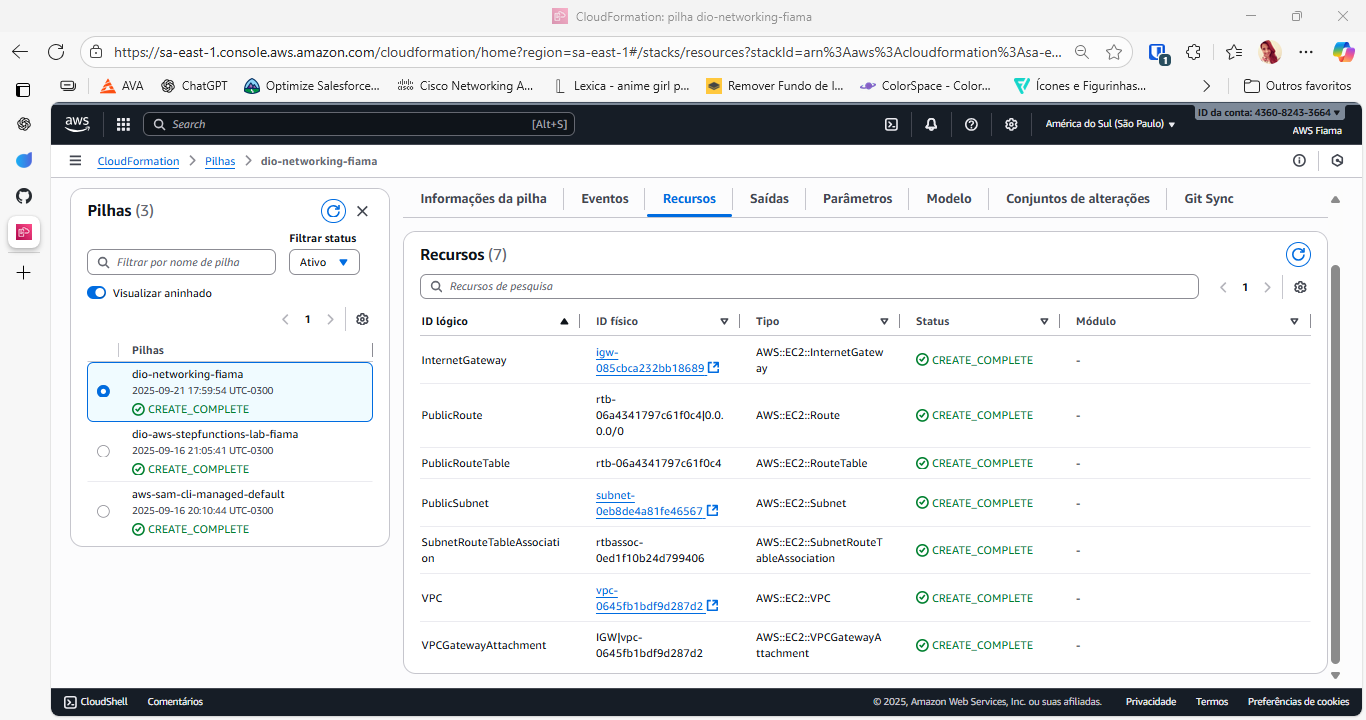 CloudFormation: pilha dio-networking-fiama
https://sa-east-1.console.aws.amazon.com/cloudformation/home?region=sa-east-1#/stacks/resources?stackId=arn%3Aaws%3Acloudformation%3Asa-e...
1
AVA
ChatGPT
Optimize Salesforce...
Cisco Networking A...
Lexica - anime girl p...
Remover Fundo de I...
ColorSpace - Color...
Ícones e Figurinhas...
Outros favoritos
aws
Search
[Alt+S]
América do Sul (São Paulo)
ID da conta: 4360-8243-3664
AWS Fiama
CloudFormation
Pilhas
dio-networking-fiama
Pilhas (3)
Filtrar status
Filtrar por nome de pilha
Ativo
Visualizar aninhado
1
Pilhas
dio-networking-fiama
2025-09-21 17:59:54 UTC-0300
CREATE_COMPLETE
dio-aws-stepfunctions-lab-fiama
2025-09-16 21:05:41 UTC-0300
CREATE_COMPLETE
aws-sam-cli-managed-default
2025-09-16 20:10:44 UTC-0300
CREATE_COMPLETE
Informações da pilha
Eventos
Recursos
Saídas
Parâmetros
Modelo
Conjuntos de alterações
Git Sync
Recursos (7)
Recursos de pesquisa
1
ID lógico
ID físico
Tipo
Status
Módulo
InternetGateway
igw-
085cbca232bb18689
AWS::EC2::InternetGatew
ay
CREATE_COMPLETE
-
PublicRoute
rtb-
06a4341797c61f0c4|0.0.
0.0/0
AWS::EC2::Route
CREATE_COMPLETE
-
PublicRouteTable
rtb-06a4341797c61f0c4
AWS::EC2::RouteTable
CREATE_COMPLETE
-
PublicSubnet
subnet-
0eb8de4a81fe46567
AWS::EC2::Subnet
CREATE_COMPLETE
-
SubnetRouteTableAssociati
on
rtbassoc-
0ed1f10b24d799406
AWS::EC2::SubnetRouteT
ableAssociation
CREATE_COMPLETE
-
VPC
vpc-
0645fb1bdf9d287d2
AWS::EC2::VPC
CREATE_COMPLETE
-
VPCGatewayAttachment
IGW|vpc-
0645fb1bdf9d287d2
AWS::EC2::VPCGatewayA
ttachment
CREATE_COMPLETE
-
CloudShell
Comentários
© 2025, Amazon Web Services, Inc. ou suas afiliadas.
Privacidade
Termos
Preferências de cookies